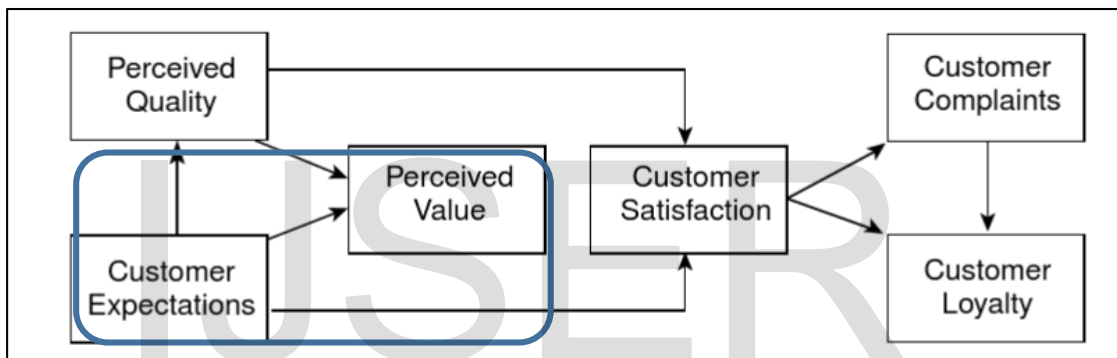 Perceived
Quality
Customer
Complaints
Perceived
Value
Customer
Satisfaction
Customer
Expectations
Customer
Loyalty
IJSER